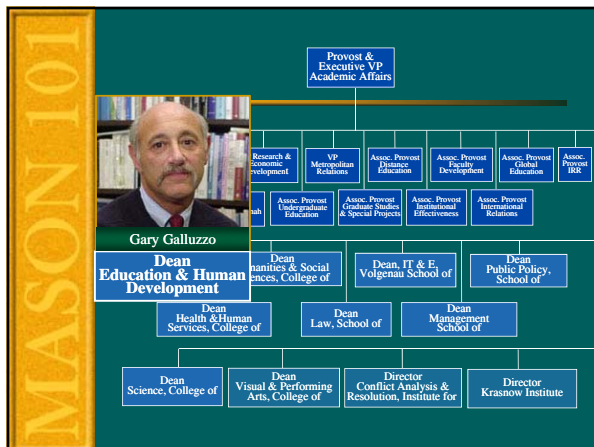 MASON 101
Provost &
Executive VP
Academic Affairs
Research &
Economic
Development
VP
Metropolitan
Relations
Assoc. Provost
Distance
Education
Assoc. Provost
Faculty
Development
Assoc. Provost
Global
Education
Assoc.
Provost
IRR
Assoc. Provost
Undergraduate
Education
Assoc. Provost
Graduate Studies
& Special Projects
Assoc. Provost
Institutional
Effectiveness
Assoc. Provost
International
Relations
Gary Galluzzo
Dean
Education & Human
Development
Dean
anities & Social
ences, College of
Dean, IT & E,
Volgenau School of
Dean
Public Policy,
School of
Dean
Health &Human
Services, College of
Dean
Law, School of
Dean
Management
School of
Dean
Science, College of
Dean
Visual & Performing
Arts, College of
Director
Conflict Analysis &
Resolution, Institute for
Director
Krasnow Institute